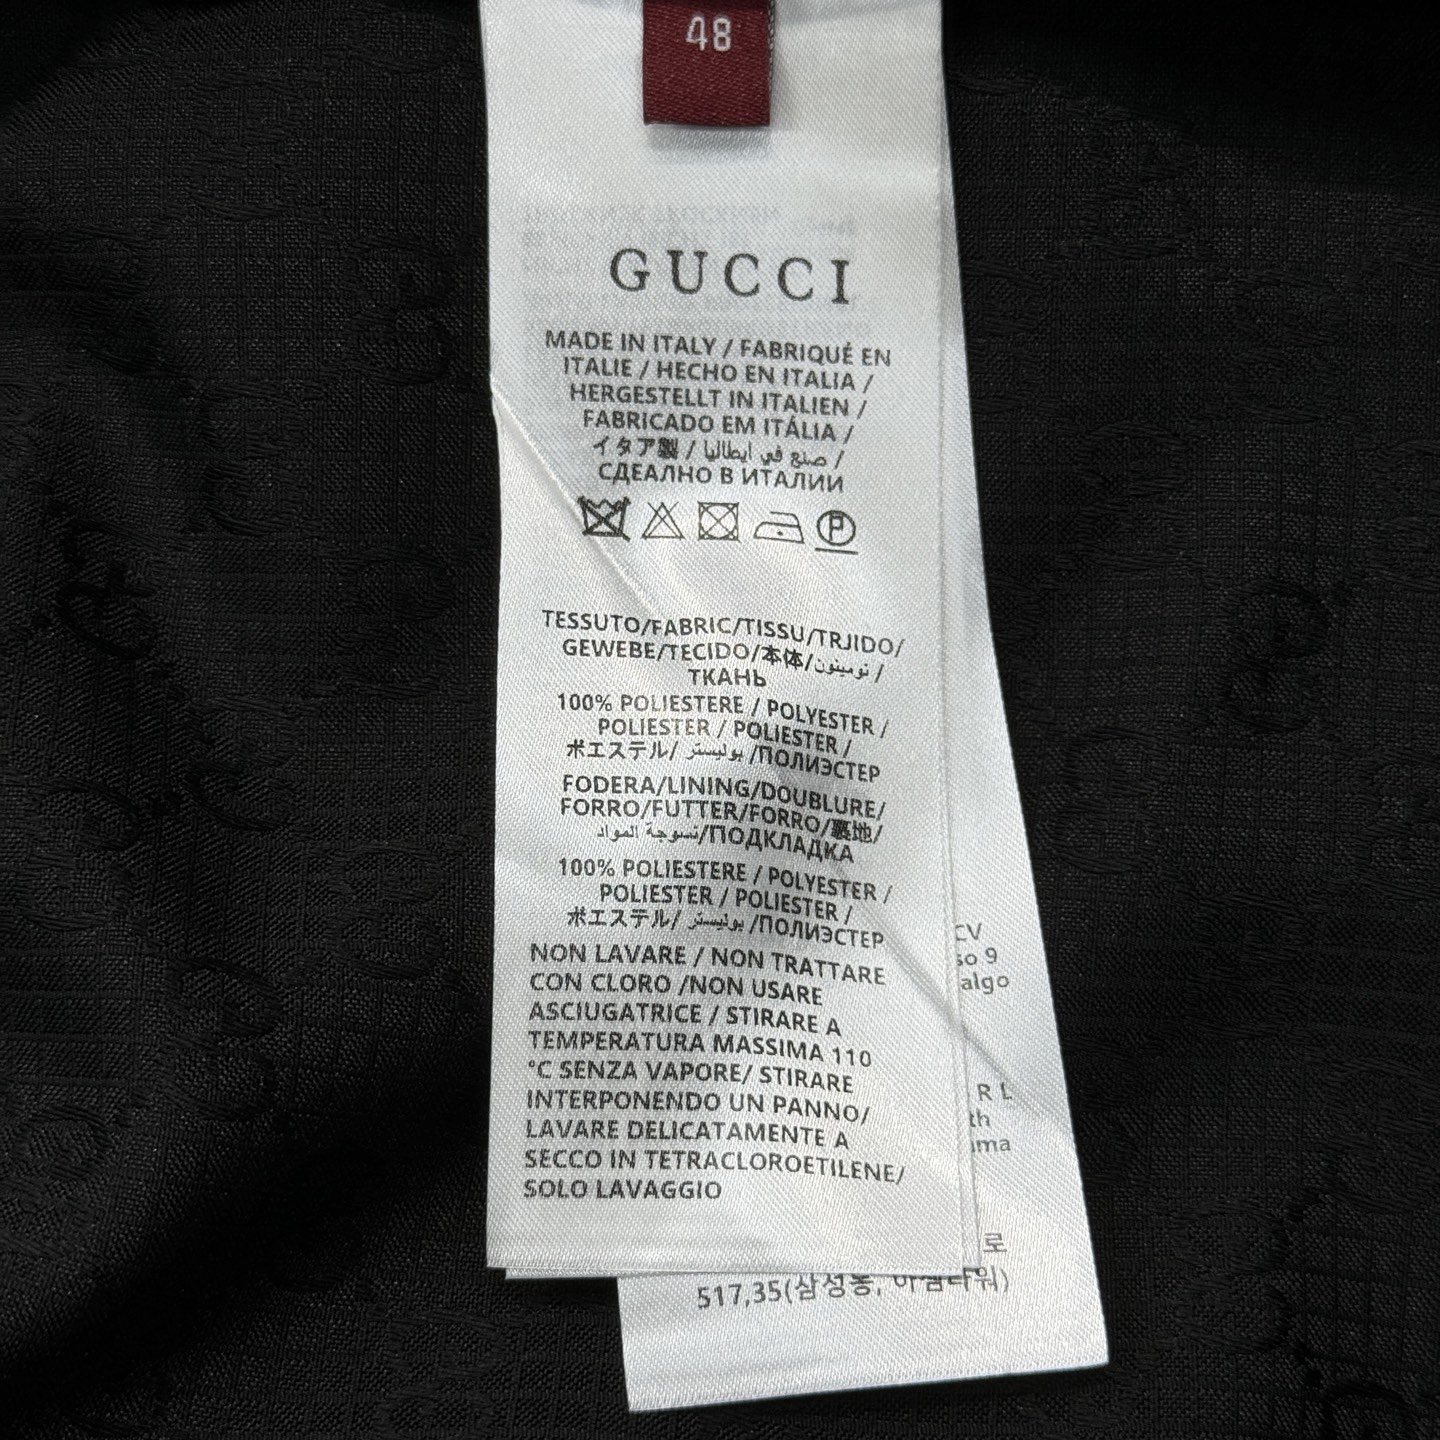 48
GUCCI
MADE IN ITALY / FABRIQUÉ EN
ITALIE / HECHO EN ITALIA /
HERGESTELLT IN ITALIEN /
FABRICADO EM ITÁLIA /
イタア製 / صنع في ايطاليا /
СДЕАЛНО В ИТАЛИИ
P
TESSUTO/FABRIC/TISSU/TRJIDO/
GEWEBE/TECIDO/本体/نومينون /
ТКАНЬ
100% POLIESTERE / POLYESTER /
POLIESTER / POLIESTER /
ポエステル/ بوليستر /ПОЛИЭСТЕР
FODERA/LINING/DOUBLURE/
FORRO/FUTTER/FORRO/裏地/
نسوجة المواد/ПОДКЛАДКА
100% POLIESTERE / POLYESTER /
POLIESTER / POLIESTER /
ポエステル/ بوليستر /ПОЛИЭСТЕР
NON LAVARE / NON TRATTARE
CON CLORO /NON USARE
ASCIUGATRICE / STIRARE A
TEMPERATURA MASSIMA 110
°C SENZA VAPORE/ STIRARE
INTERPONENDO UN PANNO/
LAVARE DELICATAMENTE A
SECCO IN TETRACLOROETILENE/
SOLO LAVAGGIO
CV
so 9
algo
R L
th
ma
로
517,35(삼성동,